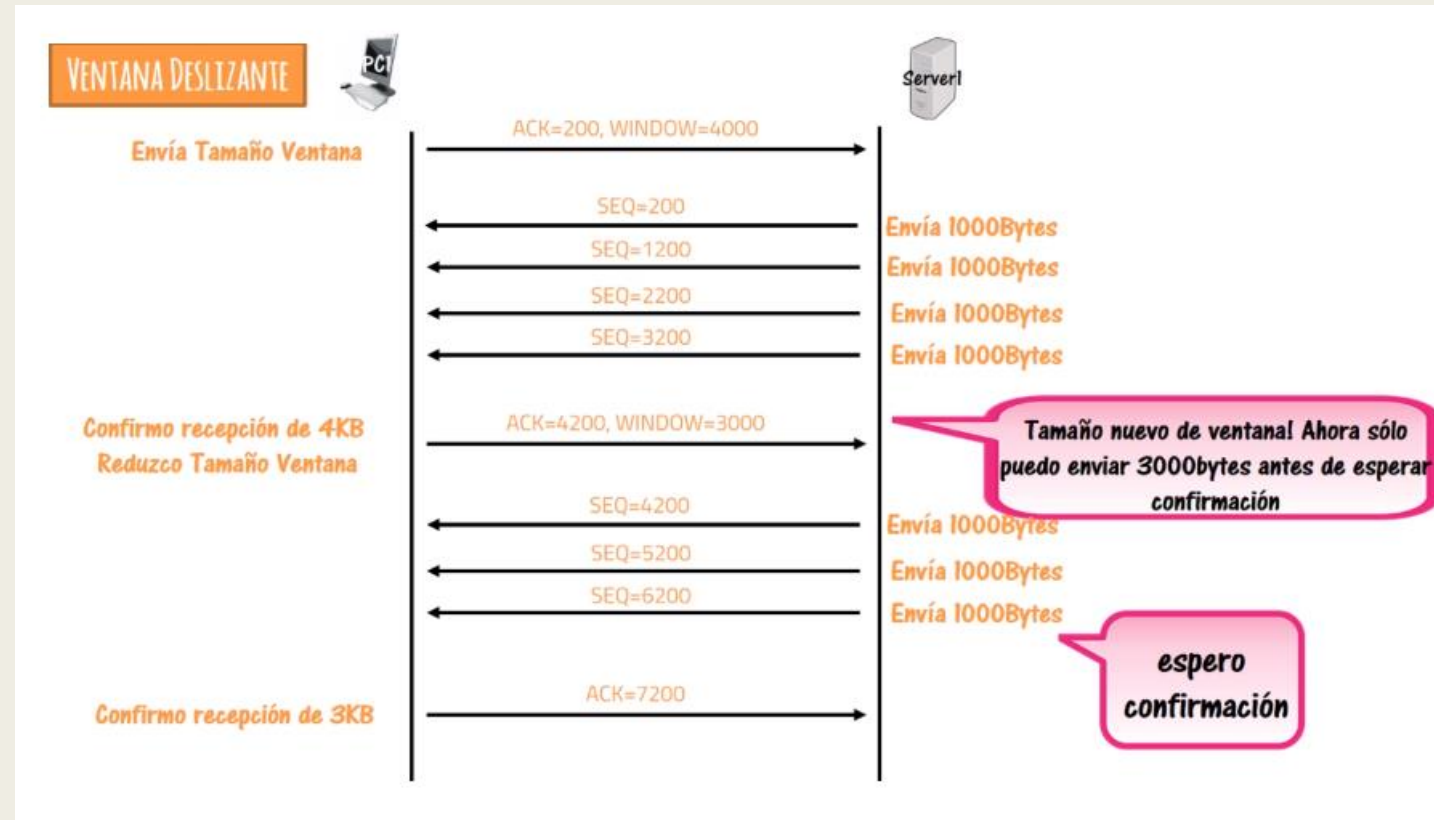 VENTANA DESLIZANTE
PC1
Server1
Envía Tamaño Ventana
ACK=200, WINDOW=4000
SEQ=200
Envía 1000Bytes
SEQ=1200
Envía 1000Bytes
SEQ=2200
Envía 1000Bytes
SEQ=3200
Envía 1000Bytes
Confirmo recepción de 4KB
Reduzco Tamaño Ventana
ACK=4200, WINDOW=3000
Tamaño nuevo de ventana! Ahora sólo
puedo enviar 3000bytes antes de esperar
confirmación
SEQ=4200
Envía 1000Bytes
SEQ=5200
Envía 1000Bytes
SEQ=6200
Envía 1000Bytes
espero
confirmación
Confirmo recepción de 3KB
ACK=7200